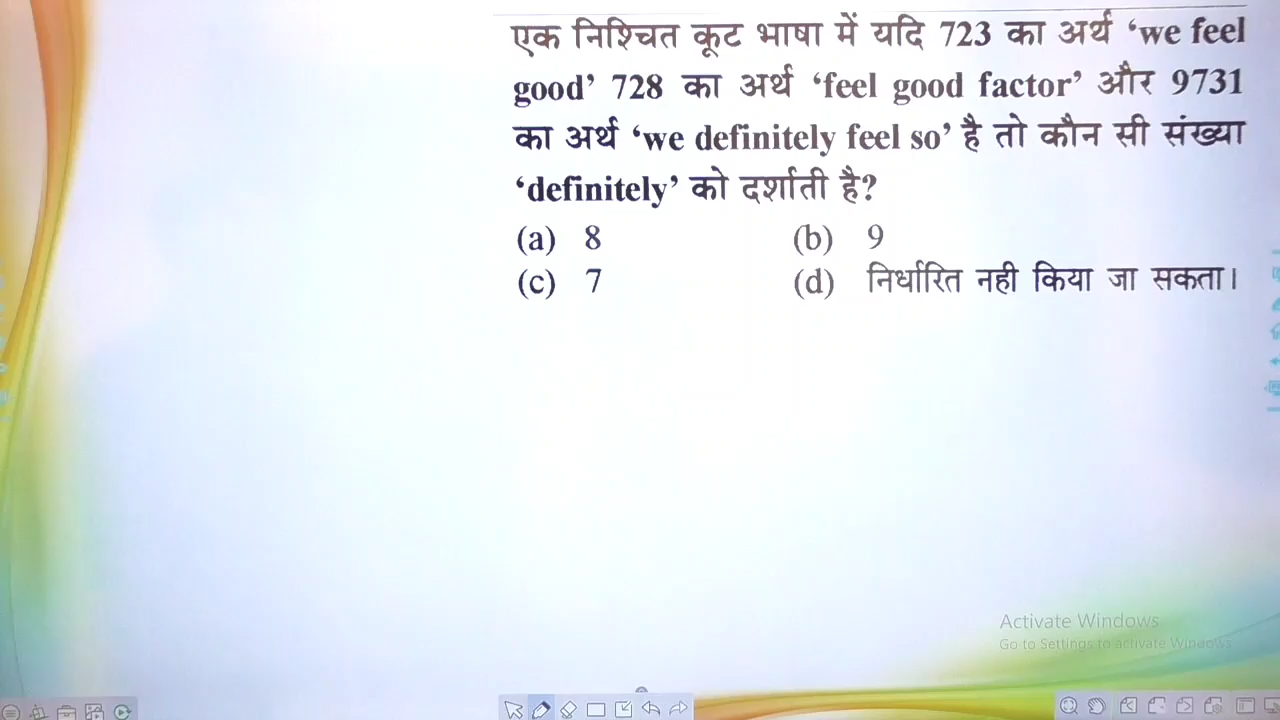 एक निश्चित कूट भाषा में यदि 723 का अर्थ ‘we feel
good’ 728 का अर्थ ‘feel good factor’ और 9731
का अर्थ ‘we definitely feel so’ है तो कौन सी संख्या
‘definitely’ को दर्शाती है?
(a) 8 (b) 9
(c) 7 (d) निर्धारित नही किया जा सकता।
Activate Windows
Go to Settings to activate Windows.